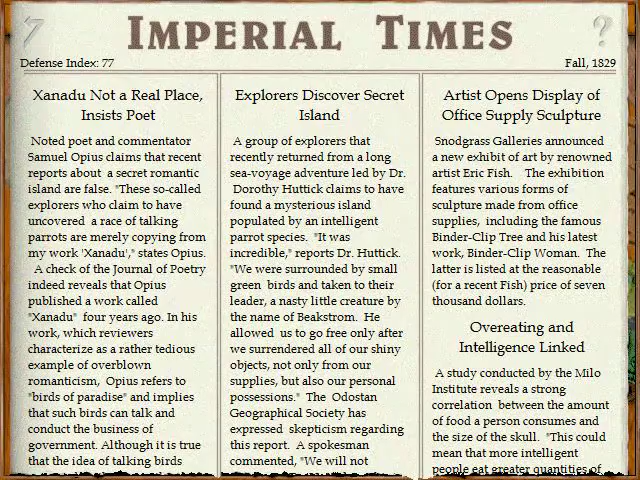 Imperial Times
Defense Index: 77
Fall, 1829
Xanadu Not a Real Place,
Insists Poet
Noted poet and commentator
Samuel Opius claims that recent
reports about a secret romantic
island are false. "These so-called
explorers who claim to have
uncovered a race of talking
parrots are merely copying from
my work 'Xanadu'," states Opius.
A check of the Journal of Poetry
indeed reveals that Opius
published a work called
"Xanadu" four years ago. In his
work, which reviewers
characterize as a rather tedious
example of overblown
romanticism, Opius refers to
"birds of paradise" and implies
that such birds can talk and
conduct the business of
government. Although it is true
that the idea of talking birds
Explorers Discover Secret
Island
A group of explorers that
recently returned from a long
sea-voyage adventure led by Dr.
Dorothy Huttick claims to have
found a mysterious island
populated by an intelligent
parrot species. "It was
incredible," reports Dr. Huttick.
"We were surrounded by small
green birds and taken to their
leader, a nasty little creature by
the name of Beakstrom. He
allowed us to go free only after
we surrendered all of our shiny
objects, not only from our
supplies, but also our personal
possessions." The Odostan
Geographical Society has
expressed skepticism regarding
this report. A spokesman
commented, "We will not
Artist Opens Display of
Office Supply Sculpture
Snodgrass Galleries announced
a new exhibit of art by renowned
artist Eric Fish. The exhibition
features various forms of
sculpture made from office
supplies, including the famous
Binder-Clip Tree and his latest
work, Binder-Clip Woman. The
latter is listed at the reasonable
(for a recent Fish) price of seven
thousand dollars.
Overeating and
Intelligence Linked
A study conducted by the Milo
Institute reveals a strong
correlation between the amount
of food a person consumes and
the size of the skull. "This could
mean that more intelligent
people eat greater quantities of
?